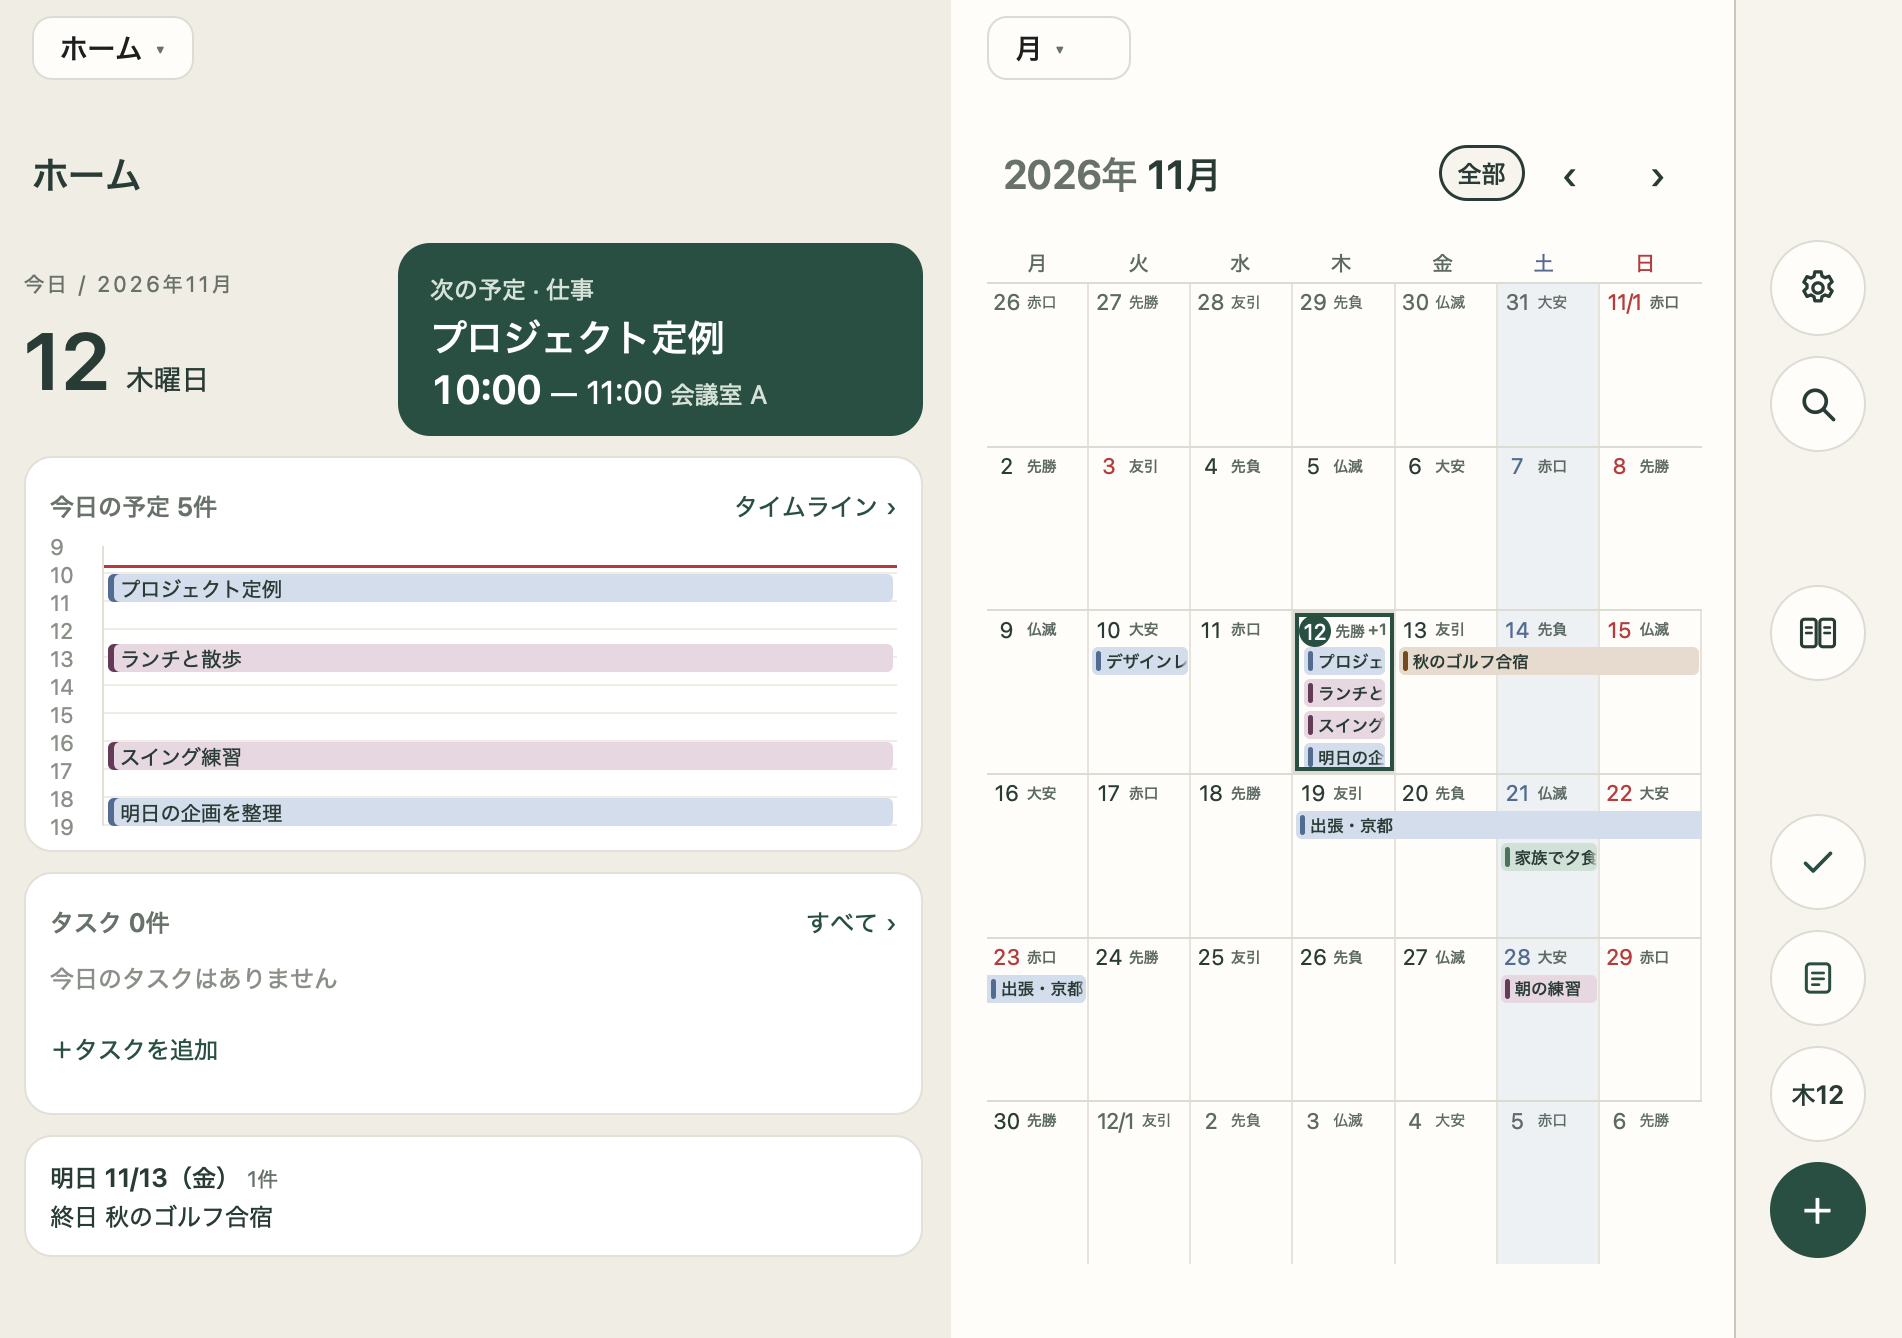 ホーム ▾
ホーム
今日 / 2026年11月
12 木曜日
次の予定 · 仕事
プロジェクト定例
10:00 — 11:00 会議室 A
今日の予定 5件
タイムライン ›
9
10
プロジェクト定例
11
12
13
ランチと散歩
14
15
16
スイング練習
17
18
明日の企画を整理
19
タスク 0件
すべて ›
今日のタスクはありません
＋タスクを追加
明日 11/13（金） 1件
終日 秋のゴルフ合宿
月 ▾
2026年 11月
全部
‹ ›
月 火 水 木 金 土 日
26 赤口 27 先勝 28 友引 29 先負 30 仏滅 31 大安 11/1 赤口
2 先勝 3 友引 4 先負 5 仏滅 6 大安 7 赤口 8 先勝
9 仏滅 10 大安 11 赤口 12 先勝 +1 13 友引 14 先負 15 仏滅
デザインレ プロジェ 秋のゴルフ合宿
ランチと
スイング
明日の企
16 大安 17 赤口 18 先勝 19 友引 20 先負 21 仏滅 22 大安
出張・京都
家族で夕食
23 赤口 24 先勝 25 友引 26 先負 27 仏滅 28 大安 29 赤口
出張・京都 朝の練習
30 先勝 12/1 友引 2 先負 3 仏滅 4 大安 5 赤口 6 先勝
木12